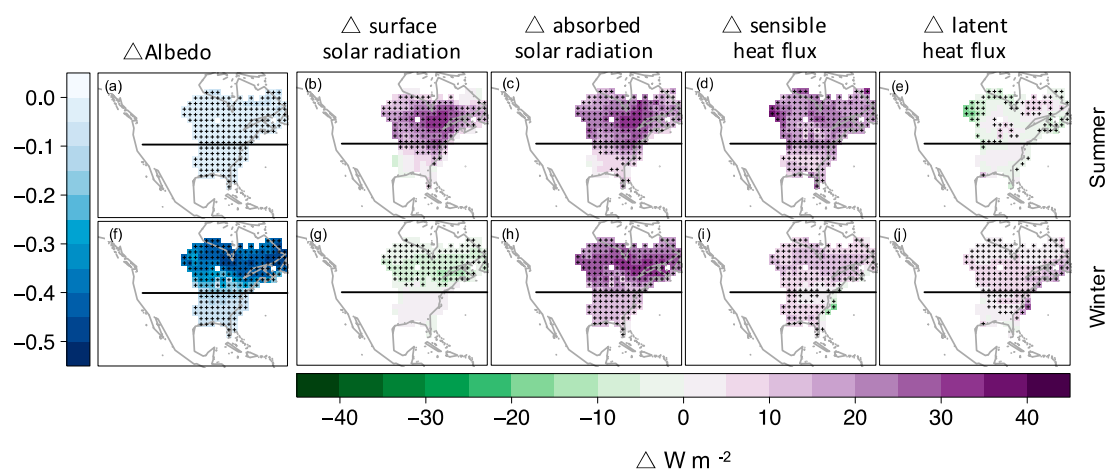 △Albedo
△ surface
solar radiation
△ absorbed
solar radiation
△ sensible
heat flux
△ latent
heat flux
(a)
(b)
(c)
(d)
(e)
Summer
0.0
−0.1
−0.2
−0.3
−0.4
−0.5
(f)
(g)
(h)
(i)
(j)
Winter
−40 −30 −20 −10 0 10 20 30 40
△ W m -2